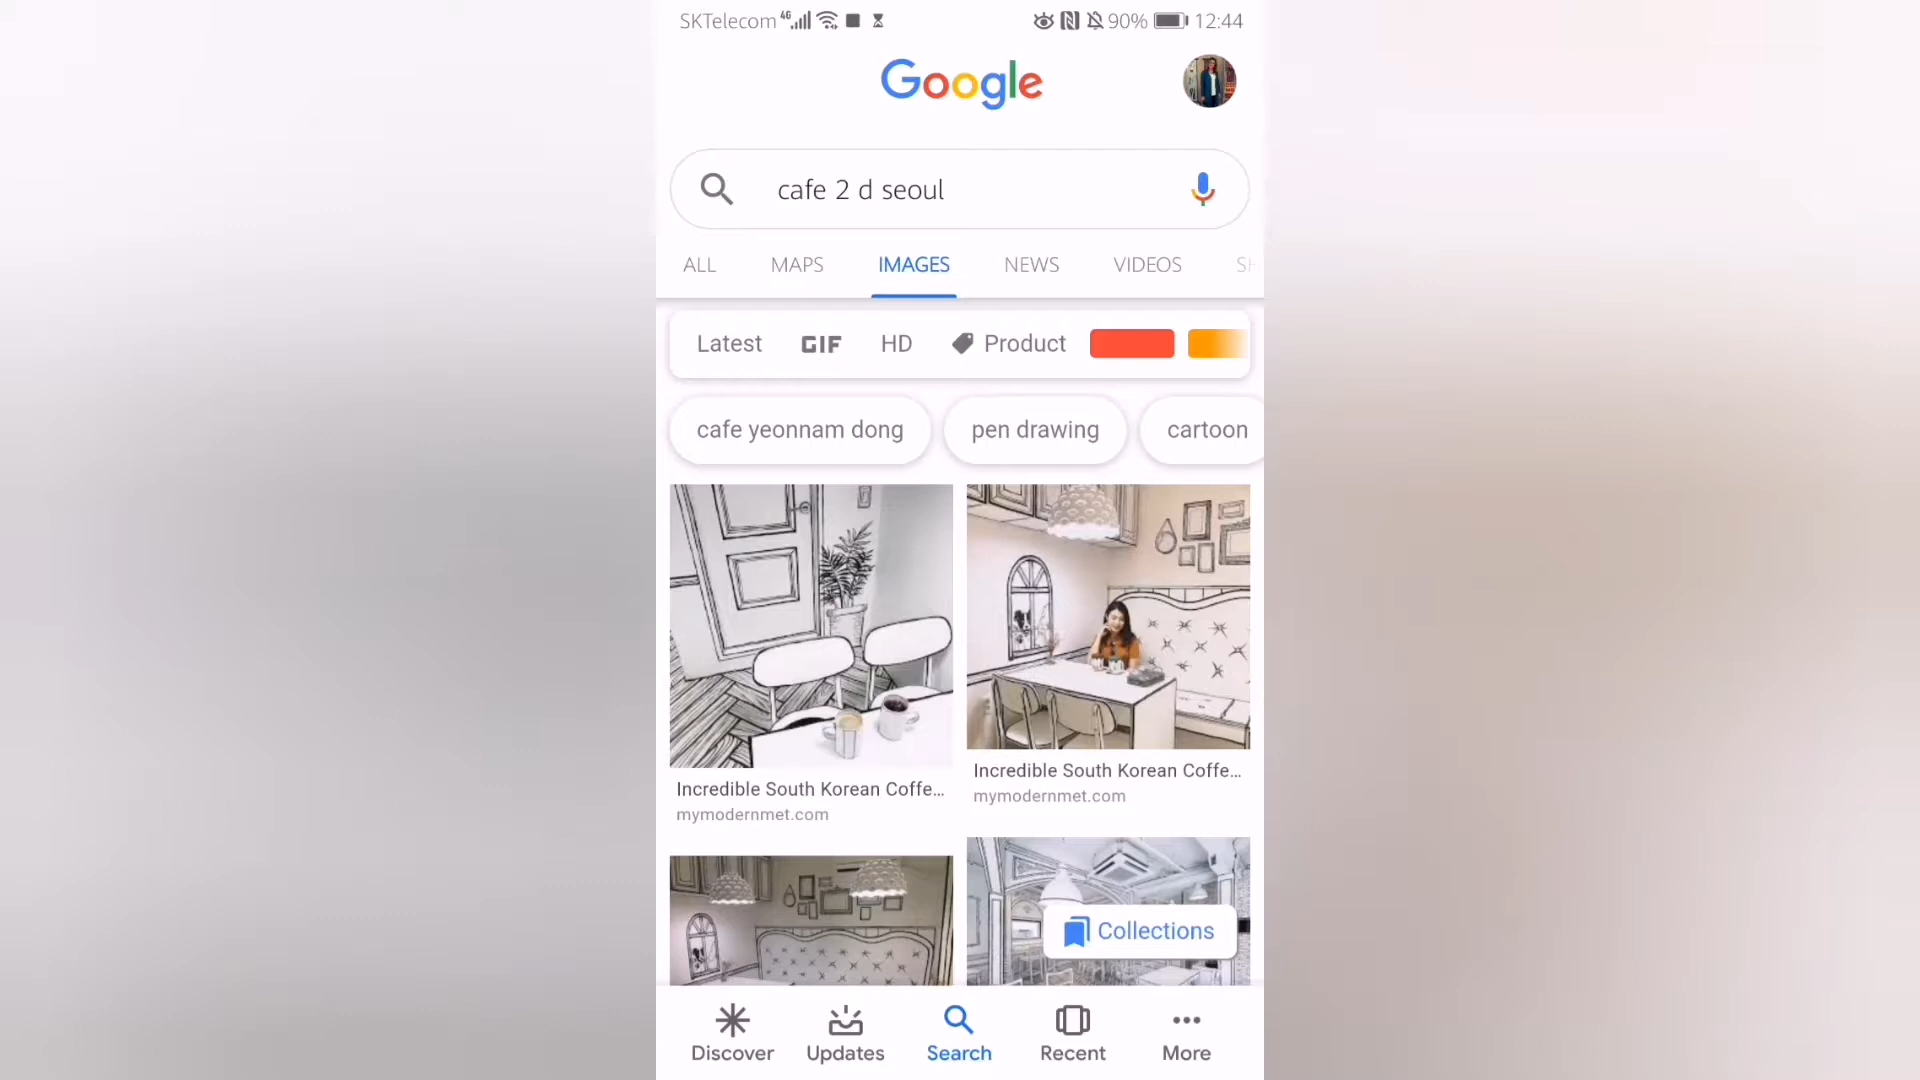 SKTelecom 4G 90% 12:44
Google
cafe 2 d seoul
ALL MAPS IMAGES NEWS VIDEOS SH
Latest GIF HD Product
cafe yeonnam dong pen drawing cartoon
Incredible South Korean Coffe...
mymodernmet.com
Incredible South Korean Coffe...
mymodernmet.com
Collections
Discover Updates Search Recent More